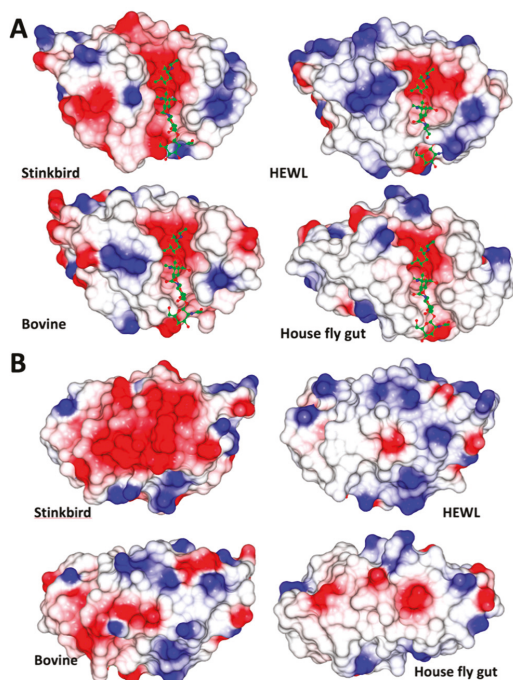 A
Stinkbird
HEWL
Bovine
House fly gut
B
Stinkbird
HEWL
Bovine
House fly gut